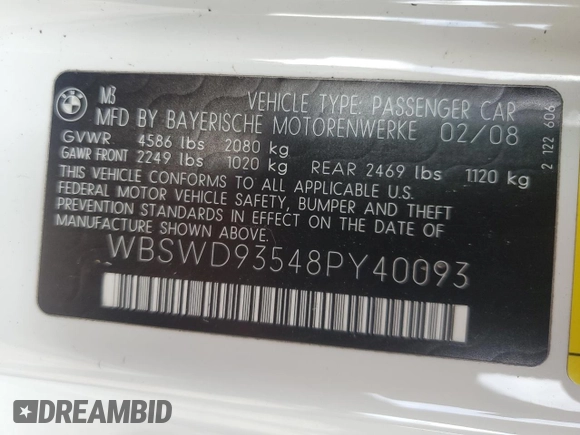 BMW
M3
VEHICLE TYPE: PASSENGER CAR
MFD BY BAYERISCHE MOTORENWERKE 02/08
GVWR. 4586 lbs 2080 kg
GAWR FRONT 2249 lbs 1020 kg REAR 2469 lbs 1120 kg
THIS VEHICLE CONFORMS TO ALL APPLICABLE U.S.
FEDERAL MOTOR VEHICLE SAFETY, BUMPER AND THEFT
PREVENTION STANDARDS IN EFFECT ON THE DATE OF
MANUFACTURE SHOWN ABOVE.
WBSWD93548PY40093
2 122 606
DREAMBID